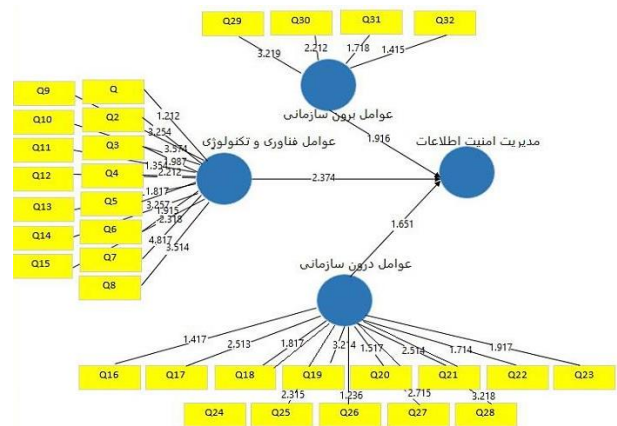 Q29 Q30 Q31 Q32
3.219 2.212 1.718 1.415
عوامل برون سازمانی
1.916
مدیریت امنیت اطلاعات
عوامل فناوری و تکنولوژی
2.374
1.651
عوامل درون سازمانی
Q9 Q
Q10 Q2
Q11 Q3
Q12 Q4
Q13 Q5
Q14 Q6
Q15 Q7
Q8
1.212
3.254
3.574
1.987
1.354
2.212
1.817
3.257
1.915
2.318
4.817
3.514
1.417 2.513 1.817 3.214 1.517 2.514 1.714 1.917
Q16 Q17 Q18 Q19 Q20 Q21 Q22 Q23
2.315 1.236 2.715 3.218
Q24 Q25 Q26 Q27 Q28